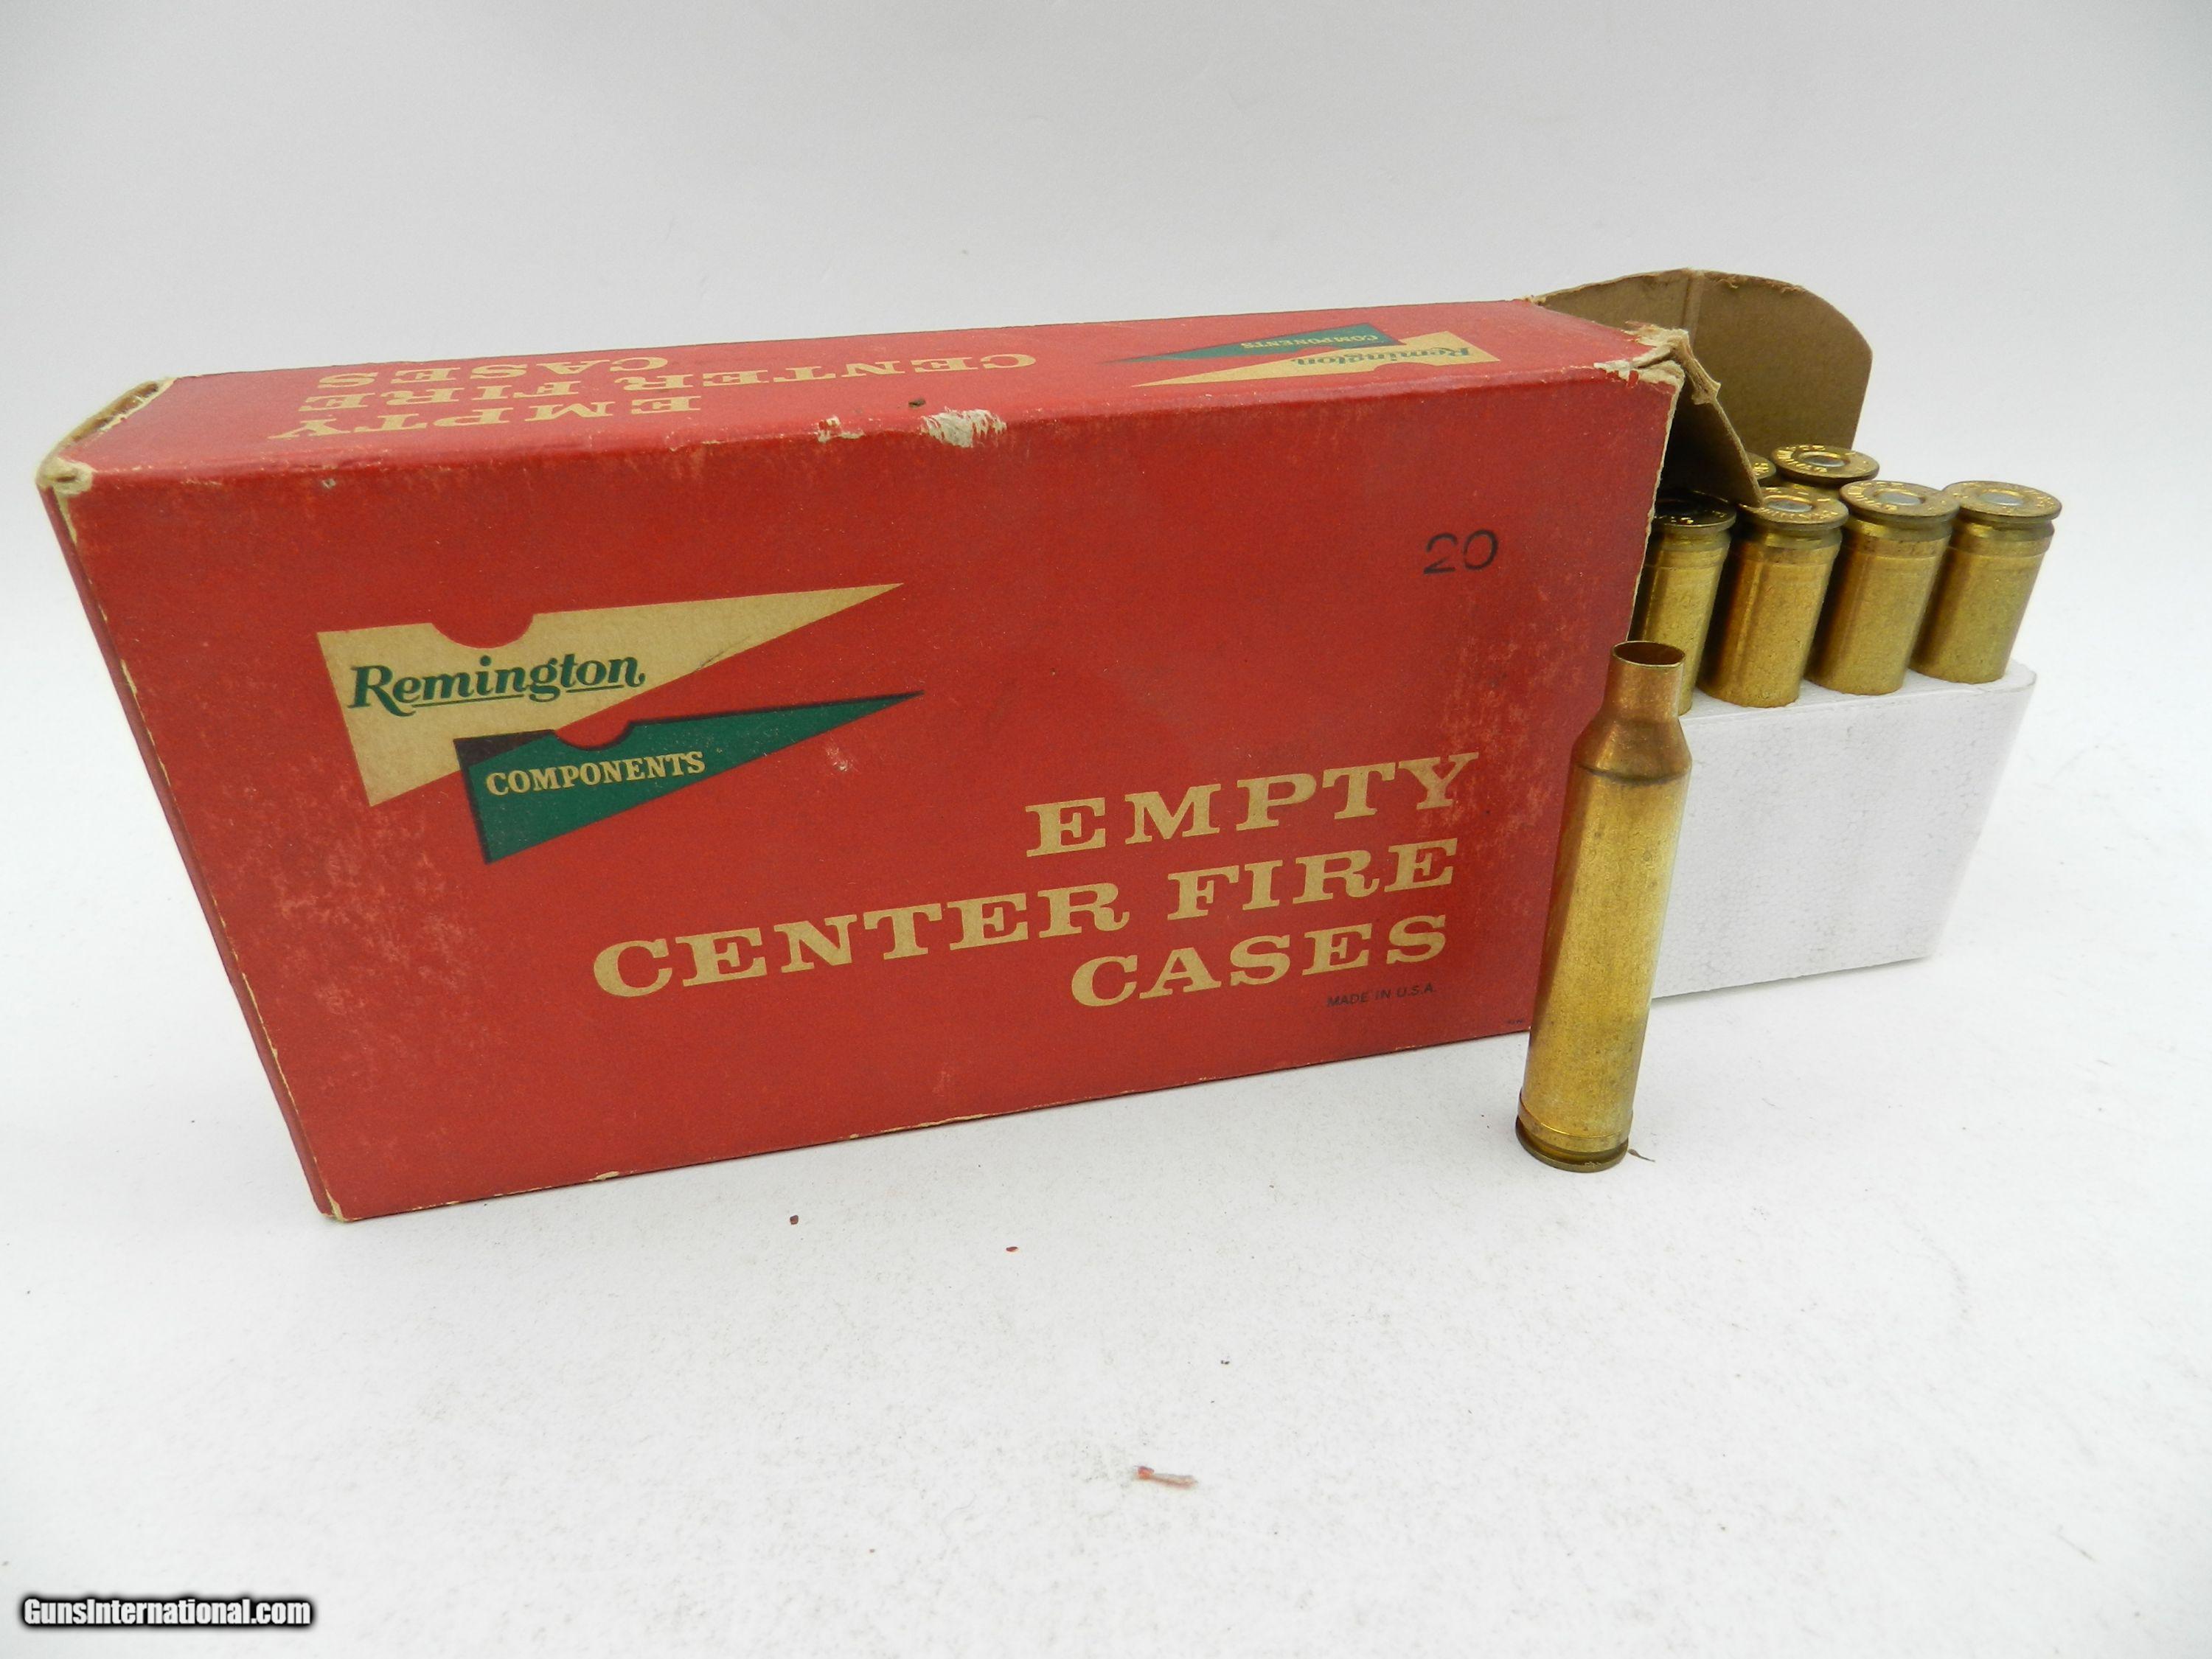 EMPTY
CENTER FIRE
CASES
Remington
COMPONENTS
20
Remington
COMPONENTS
EMPTY
CENTER FIRE
CASES
MADE IN U.S.A.
GunsInternational.com